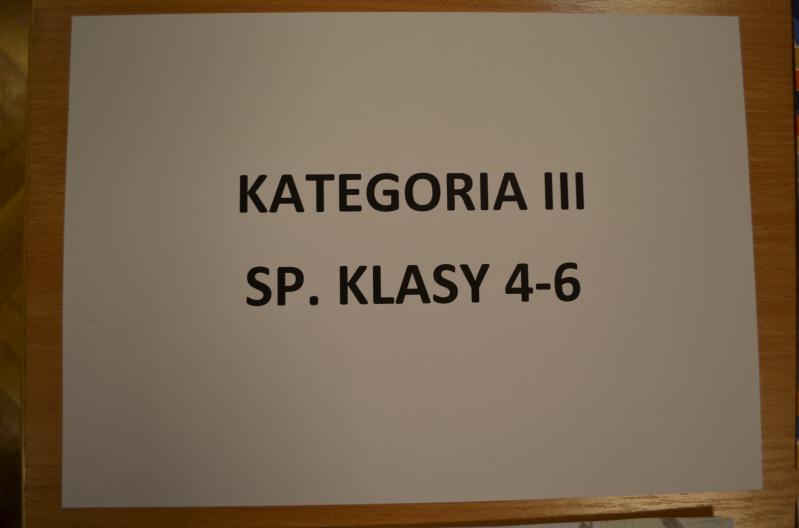 KATEGORIA III
SP. KLASY 4-6